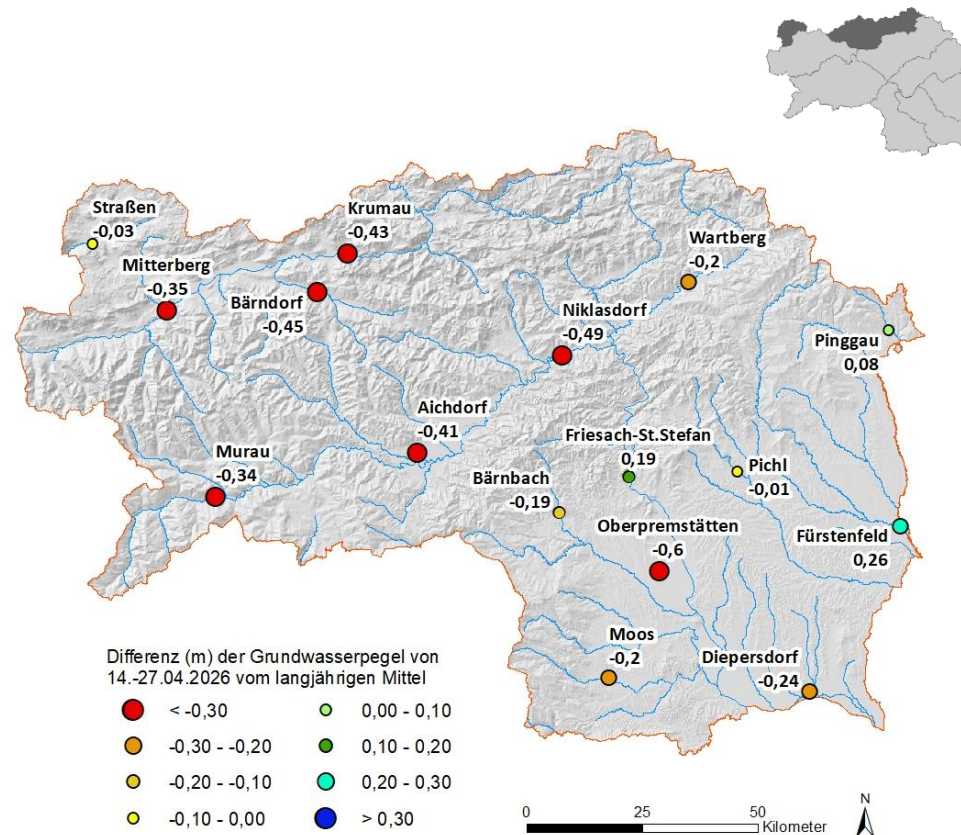 Straßen
-0,03
Krumau
-0,43
Wartberg
-0,2
Mitterberg
-0,35
Bärndorf
-0,45
Niklasdorf
-0,49
Pinggau
0,08
Aichdorf
-0,41
Friesach-St.Stefan
0,19
Murau
-0,34
Bärnbach
-0,19
Pichl
-0,01
Oberpremstätten
-0,6
Fürstenfeld
0,26
Moos
-0,2
Diepersdorf
-0,24
Differenz (m) der Grundwasserpegel von
14.-27.04.2026 vom langjährigen Mittel
< -0,30
0,00 - 0,10
-0,30 - -0,20
0,10 - 0,20
-0,20 - -0,10
0,20 - 0,30
-0,10 - 0,00
> 0,30
0 25 50
Kilometer
N